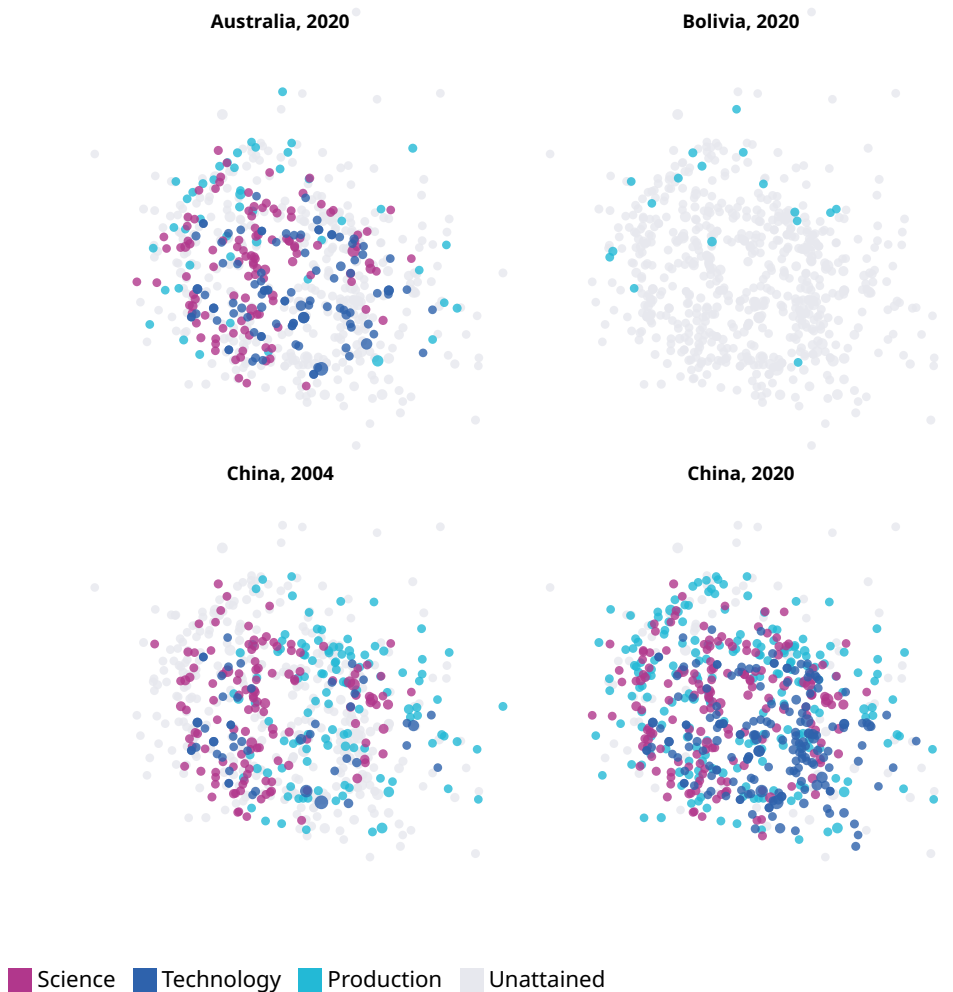 Australia, 2020
Bolivia, 2020
China, 2004
China, 2020
Science
Technology
Production
Unattained